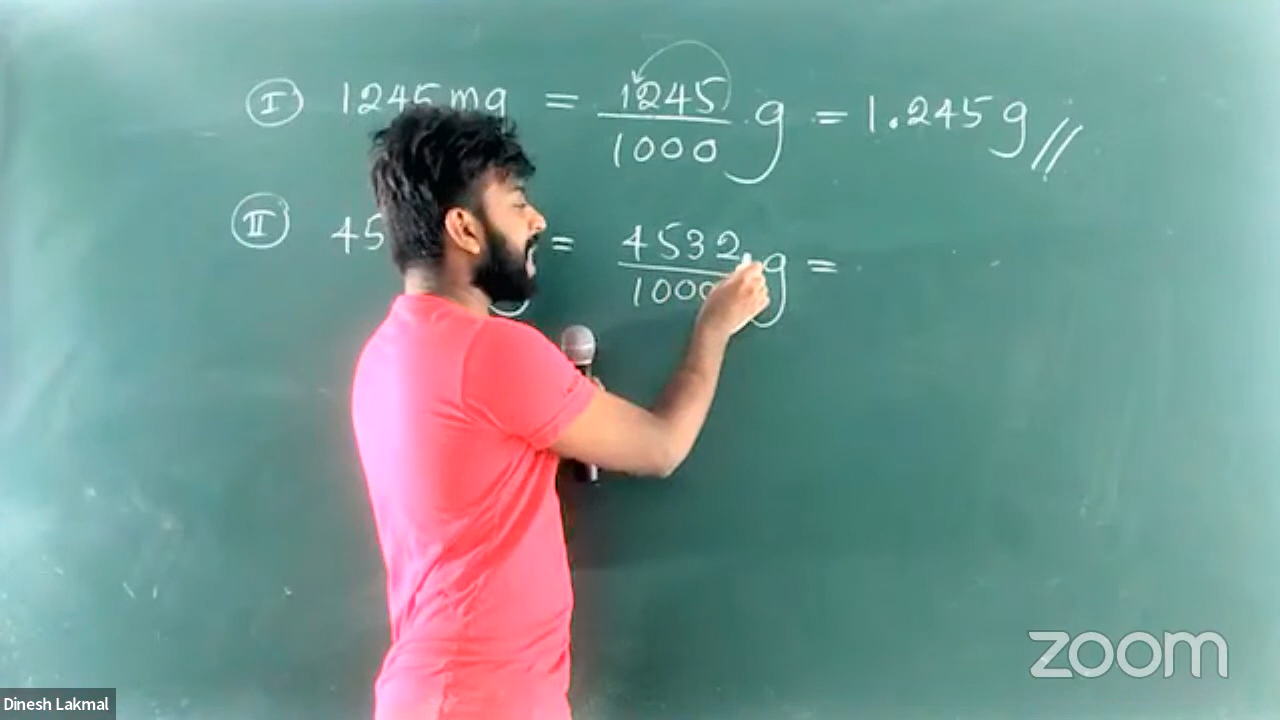 I 1245 mg = 1245/1000 g = 1.245 g //
II 45 = 4532/1000 g =
zoom
Dinesh Lakmal